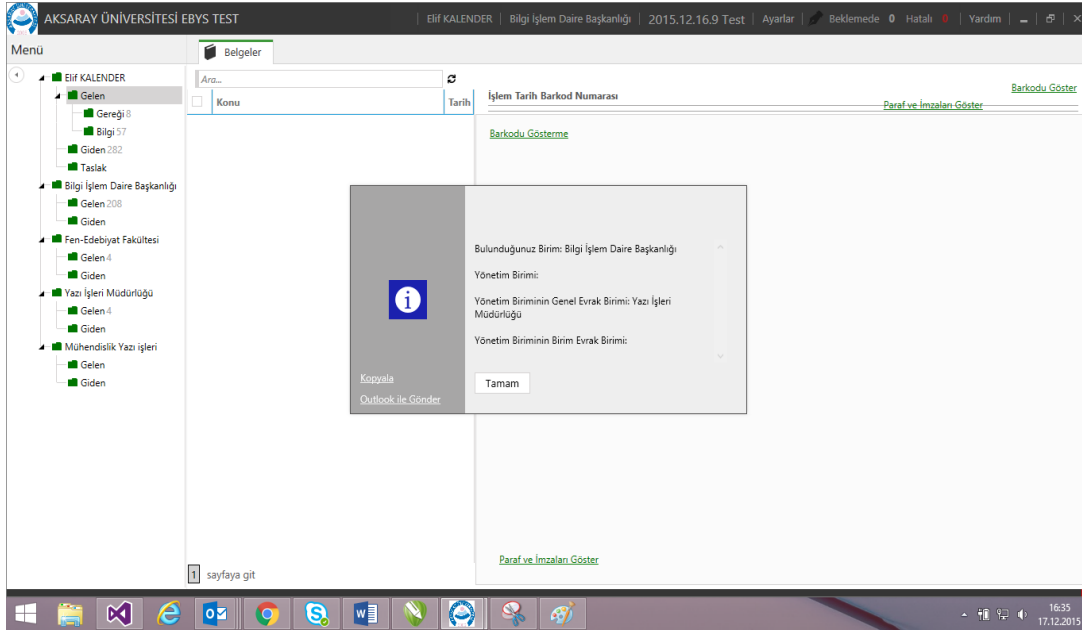 AKSARAY ÜNİVERSİTESİ EBYS TEST
Elif KALENDER | Bilgi İşlem Daire Başkanlığı | 2015.12.16.9 Test | Ayarlar | Beklemede 0 Hatalı 0 | Yardım
Menü
Belgeler
Elif KALENDER
Gelen
Gereği 8
Bilgi 57
Giden 282
Taslak
Bilgi İşlem Daire Başkanlığı
Gelen 208
Giden
Fen-Edebiyat Fakültesi
Gelen 4
Giden
Yazı İşleri Müdürlüğü
Gelen 4
Giden
Mühendislik Yazı işleri
Gelen
Giden
Ara...
Konu
Tarih
1 sayfaya git
İşlem Tarih Barkod Numarası
Barkodu Göster
Paraf ve İmzaları Göster
Barkodu Gösterme
Bulunduğunuz Birim: Bilgi İşlem Daire Başkanlığı
Yönetim Birimi:
Yönetim Biriminin Genel Evrak Birimi: Yazı İşleri
Müdürlüğü
Yönetim Biriminin Birim Evrak Birimi:
Kopyala
Outlook ile Gönder
Tamam
Paraf ve İmzaları Göster
16:35
17.12.2015